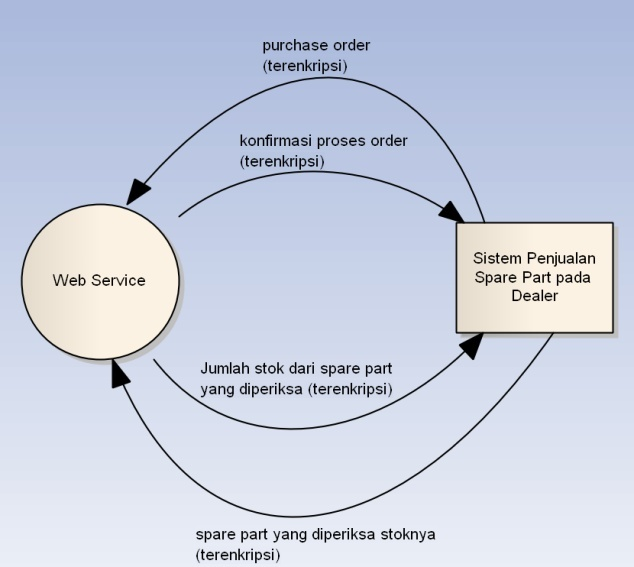 purchase order
(terenkripsi)
konfirmasi proses order
(terenkripsi)
Web Service
Sistem Penjualan
Spare Part pada
Dealer
Jumlah stok dari spare part
yang diperiksa (terenkripsi)
spare part yang diperiksa stoknya
(terenkripsi)